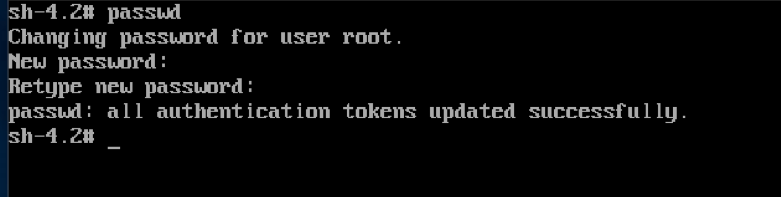 sh-4.2# passwd
Changing password for user root.
New password:
Retype new password:
passwd: all authentication tokens updated successfully.
sh-4.2# _